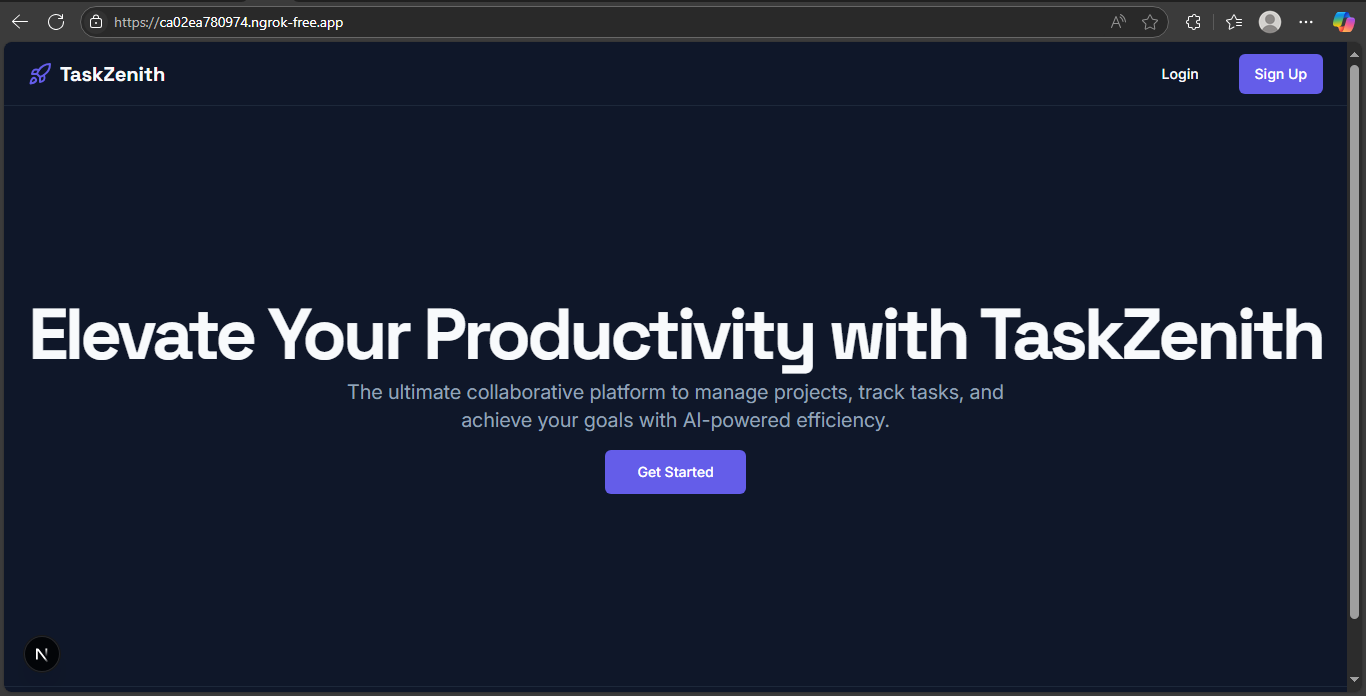 https://ca02ea780974.ngrok-free.app
TaskZenith
Login
Sign Up
Elevate Your Productivity with TaskZenith
The ultimate collaborative platform to manage projects, track tasks, and
achieve your goals with AI-powered efficiency.
Get Started
N